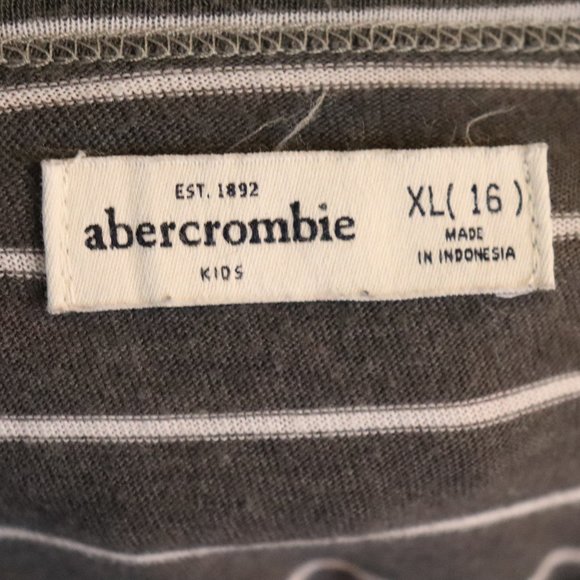 EST. 1892
abercrombie
KIDS
XL( 16 )
MADE
IN INDONESIA